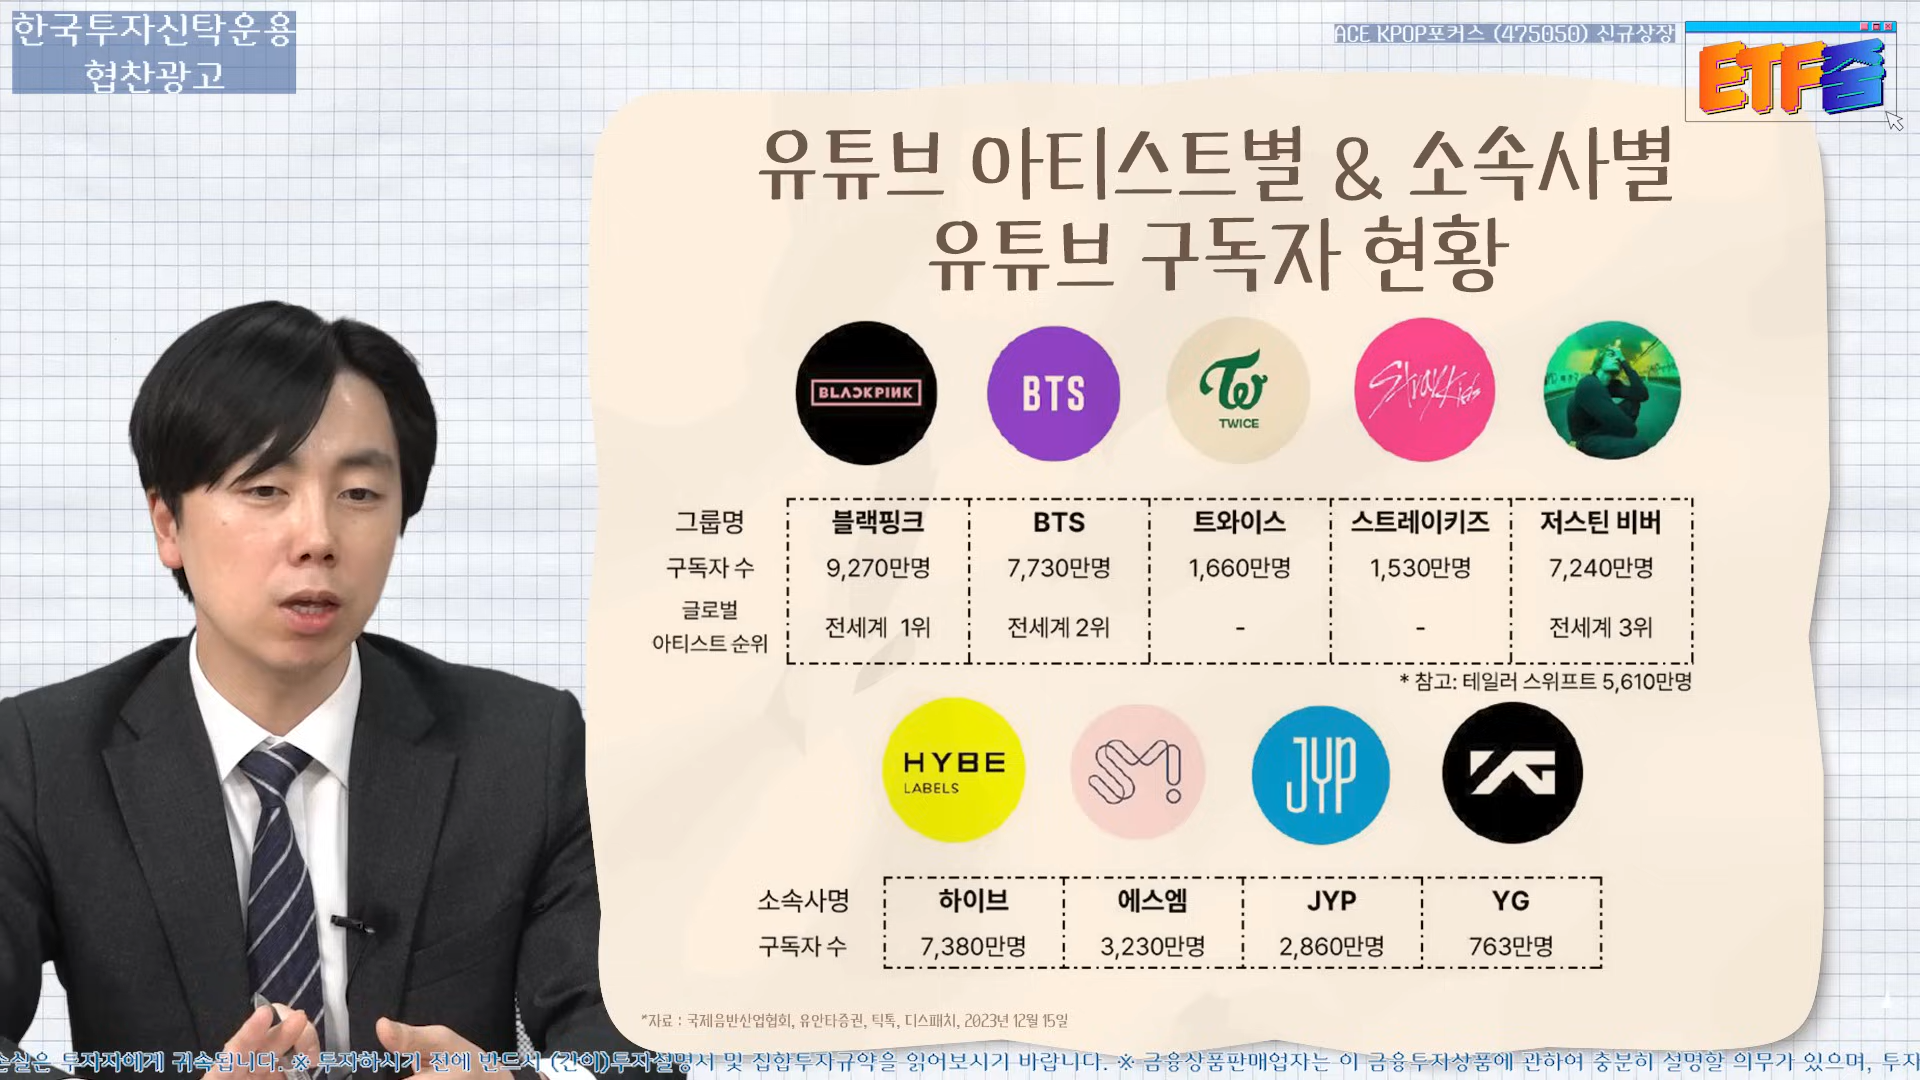 한국투자신탁운용
협찬광고
ACE KPOP포커스 (475050) 신규상장
ETF줌
유튜브 아티스트별 & 소속사별
유튜브 구독자 현황
BLACKPINK BTS TWICE StrayKids
그룹명 블랙핑크 BTS 트와이스 스트레이키즈 저스틴 비버
구독자 수 9,270만명 7,730만명 1,660만명 1,530만명 7,240만명
글로벌
아티스트 순위 전세계 1위 전세계 2위 - - 전세계 3위
* 참고: 테일러 스위프트 5,610만명
HYBE LABELS SM JYP YG
소속사명 하이브 에스엠 JYP YG
구독자 수 7,380만명 3,230만명 2,860만명 763만명
*자료 : 국제음반산업협회, 유안타증권, 틱톡, 디스패치, 2023년 12월 15일
손실은 투자자에게 귀속됩니다. ※ 투자하시기 전에 반드시 (간이)투자설명서 및 집합투자규약을 읽어보시기 바랍니다. ※ 금융상품판매업자는 이 금융투자상품에 관하여 충분히 설명할 의무가 있으며, 투자